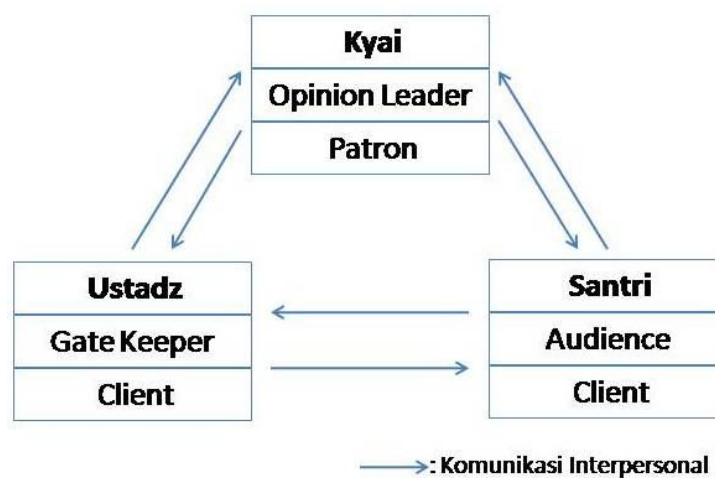 Kyai
Opinion Leader
Patron
Ustadz
Gate Keeper
Client
Santri
Audience
Client
: Komunikasi Interpersonal